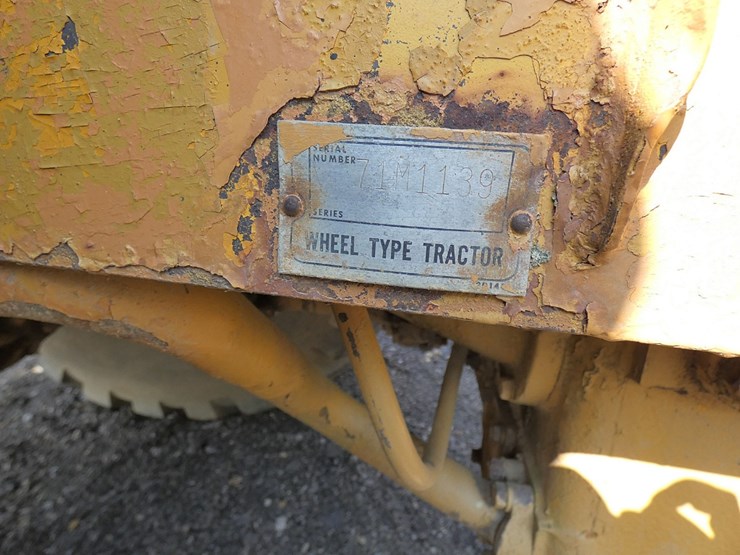 SERIAL
NUMBER 71M1139
SERIES
WHEEL TYPE TRACTOR